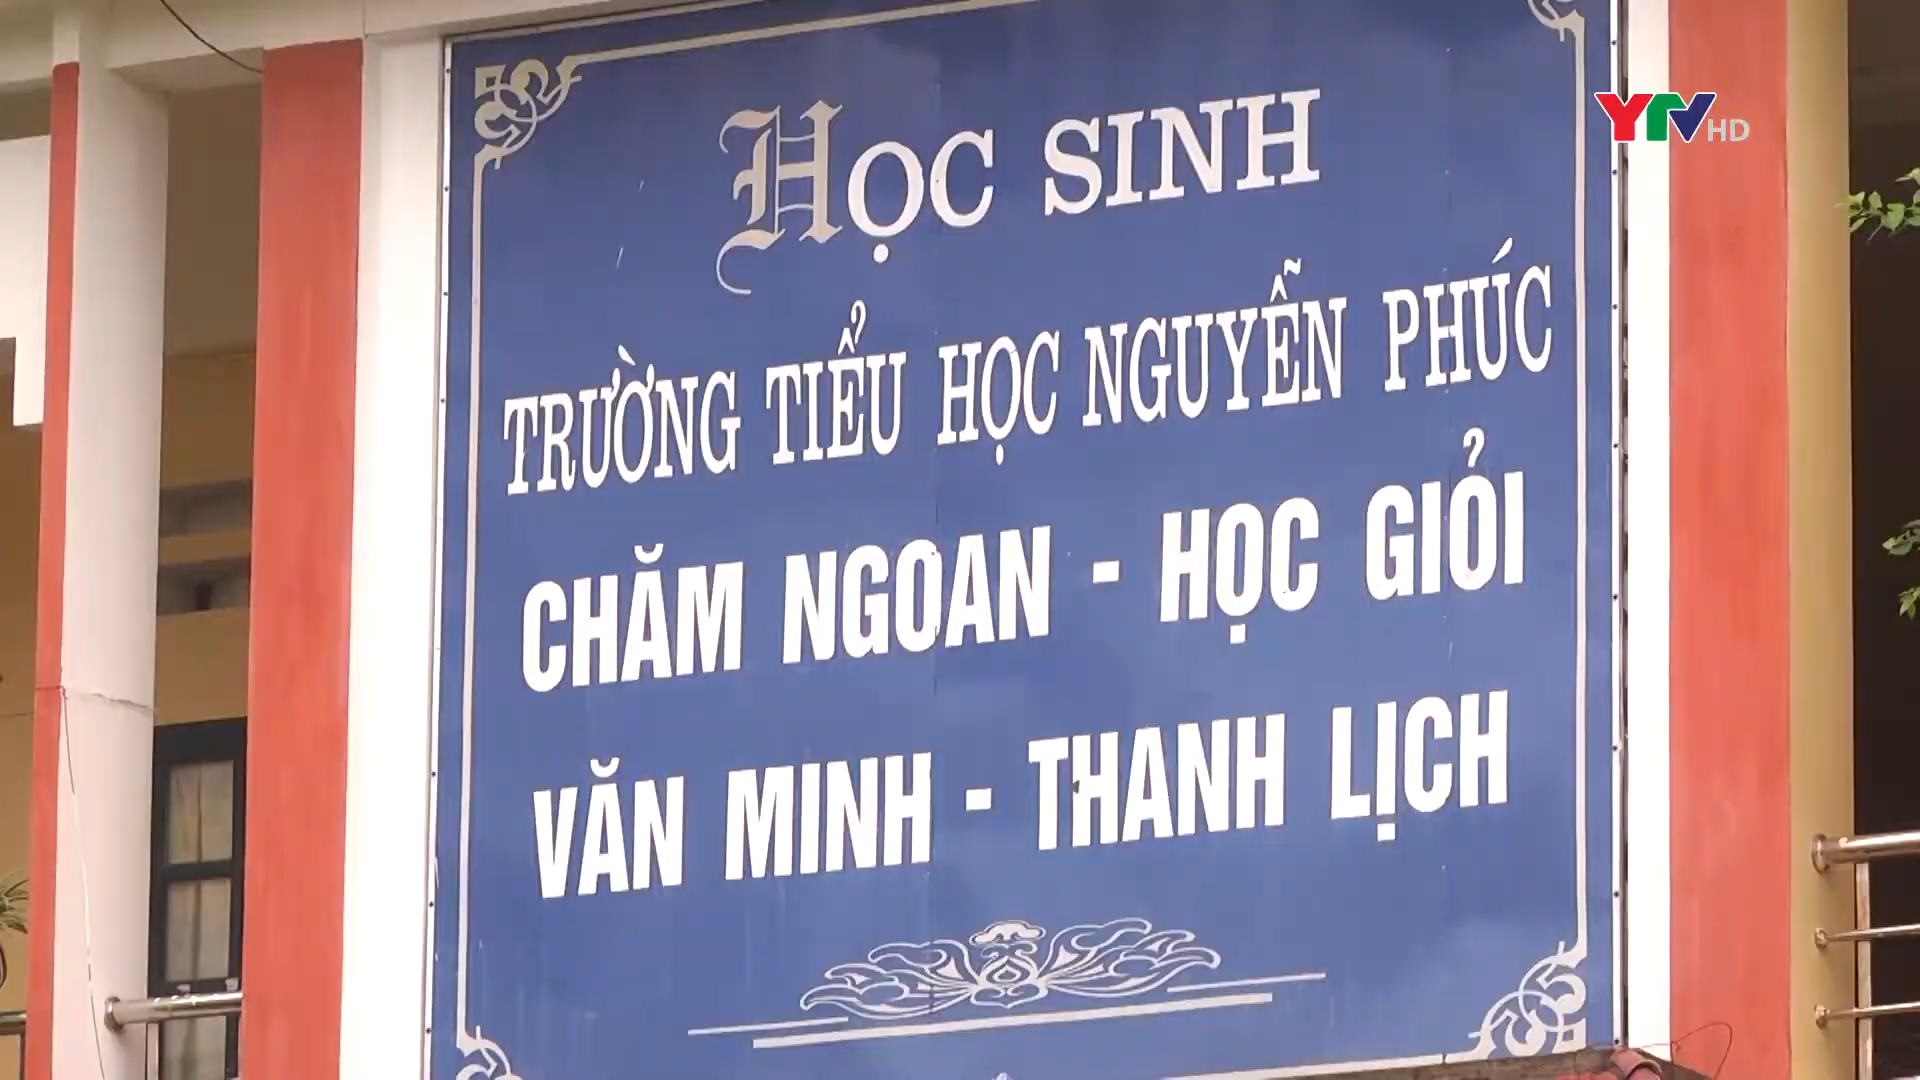 HỌC SINH
TRƯỜNG TIỂU HỌC NGUYỄN PHÚC
CHĂM NGOAN - HỌC GIỎI
VĂN MINH - THANH LỊCH
YTV HD